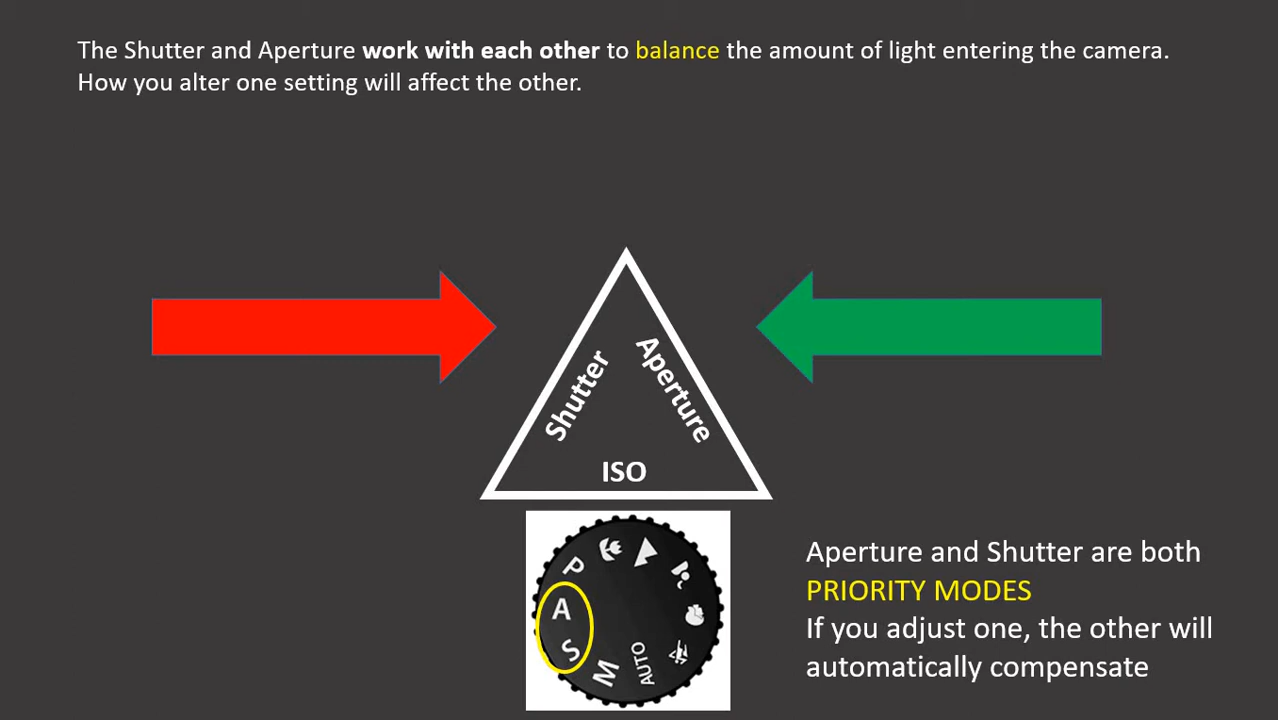 The Shutter and Aperture work with each other to balance the amount of light entering the camera.
How you alter one setting will affect the other.
Shutter
Aperture
ISO
P
A
S
M
AUTO
Aperture and Shutter are both
PRIORITY MODES
If you adjust one, the other will
automatically compensate